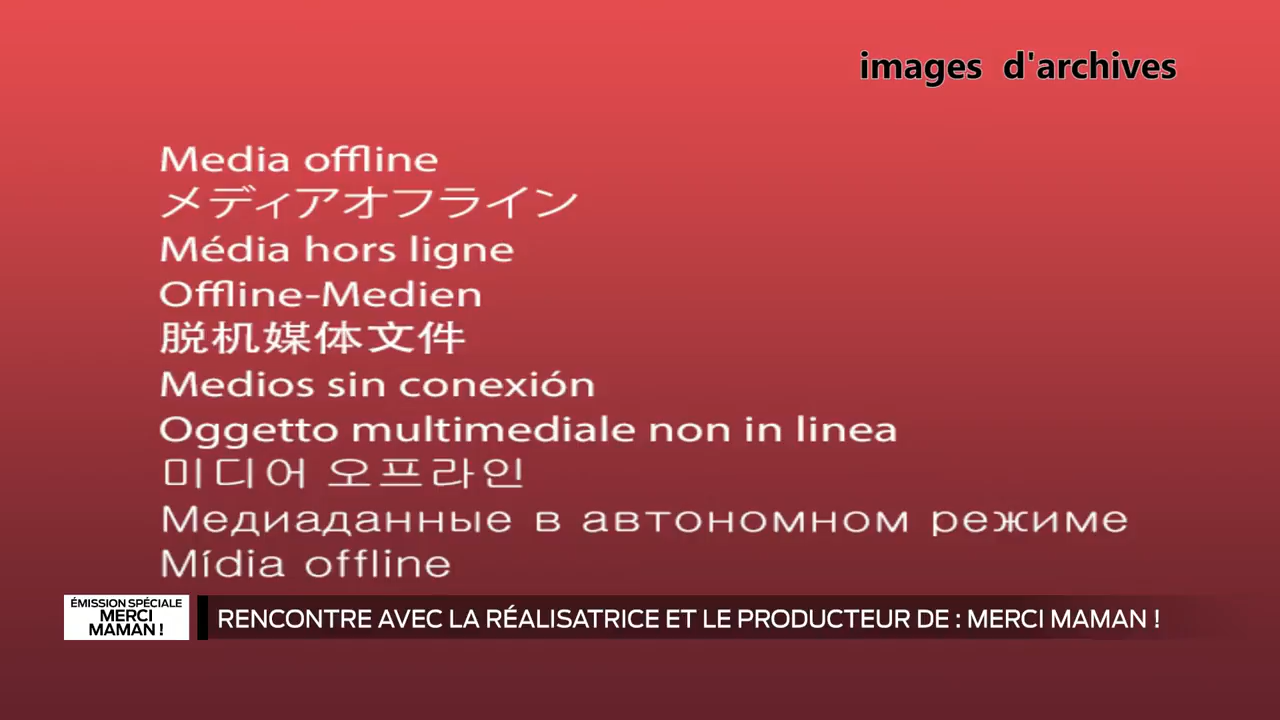 images d'archives
Media offline
メディアオフライン
Média hors ligne
Offline-Medien
脱机媒体文件
Medios sin conexión
Oggetto multimediale non in linea
미디어 오프라인
Медиаданные в автономном режиме
Mídia offline
ÉMISSION SPÉCIALE
MERCI
MAMAN !
RENCONTRE AVEC LA RÉALISATRICE ET LE PRODUCTEUR DE : MERCI MAMAN !